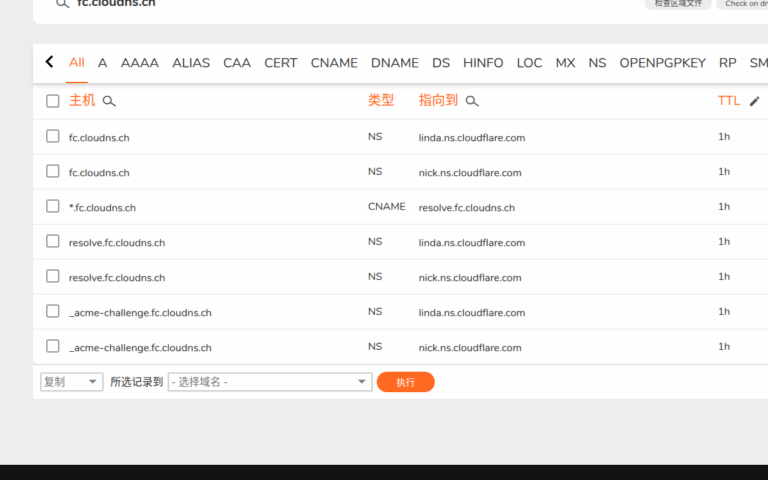 fc.cloudns.ch 检查区域文件 Check on dn
All A AAAA ALIAS CAA CERT CNAME DNAME DS HINFO LOC MX NS OPENPGPKEY RP SM
主机 类型 指向到 TTL
fc.cloudns.ch NS linda.ns.cloudflare.com 1h
fc.cloudns.ch NS nick.ns.cloudflare.com 1h
*.fc.cloudns.ch CNAME resolve.fc.cloudns.ch 1h
resolve.fc.cloudns.ch NS linda.ns.cloudflare.com 1h
resolve.fc.cloudns.ch NS nick.ns.cloudflare.com 1h
_acme-challenge.fc.cloudns.ch NS linda.ns.cloudflare.com 1h
_acme-challenge.fc.cloudns.ch NS nick.ns.cloudflare.com 1h
复制 所选记录到 - 选择域名 - 执行